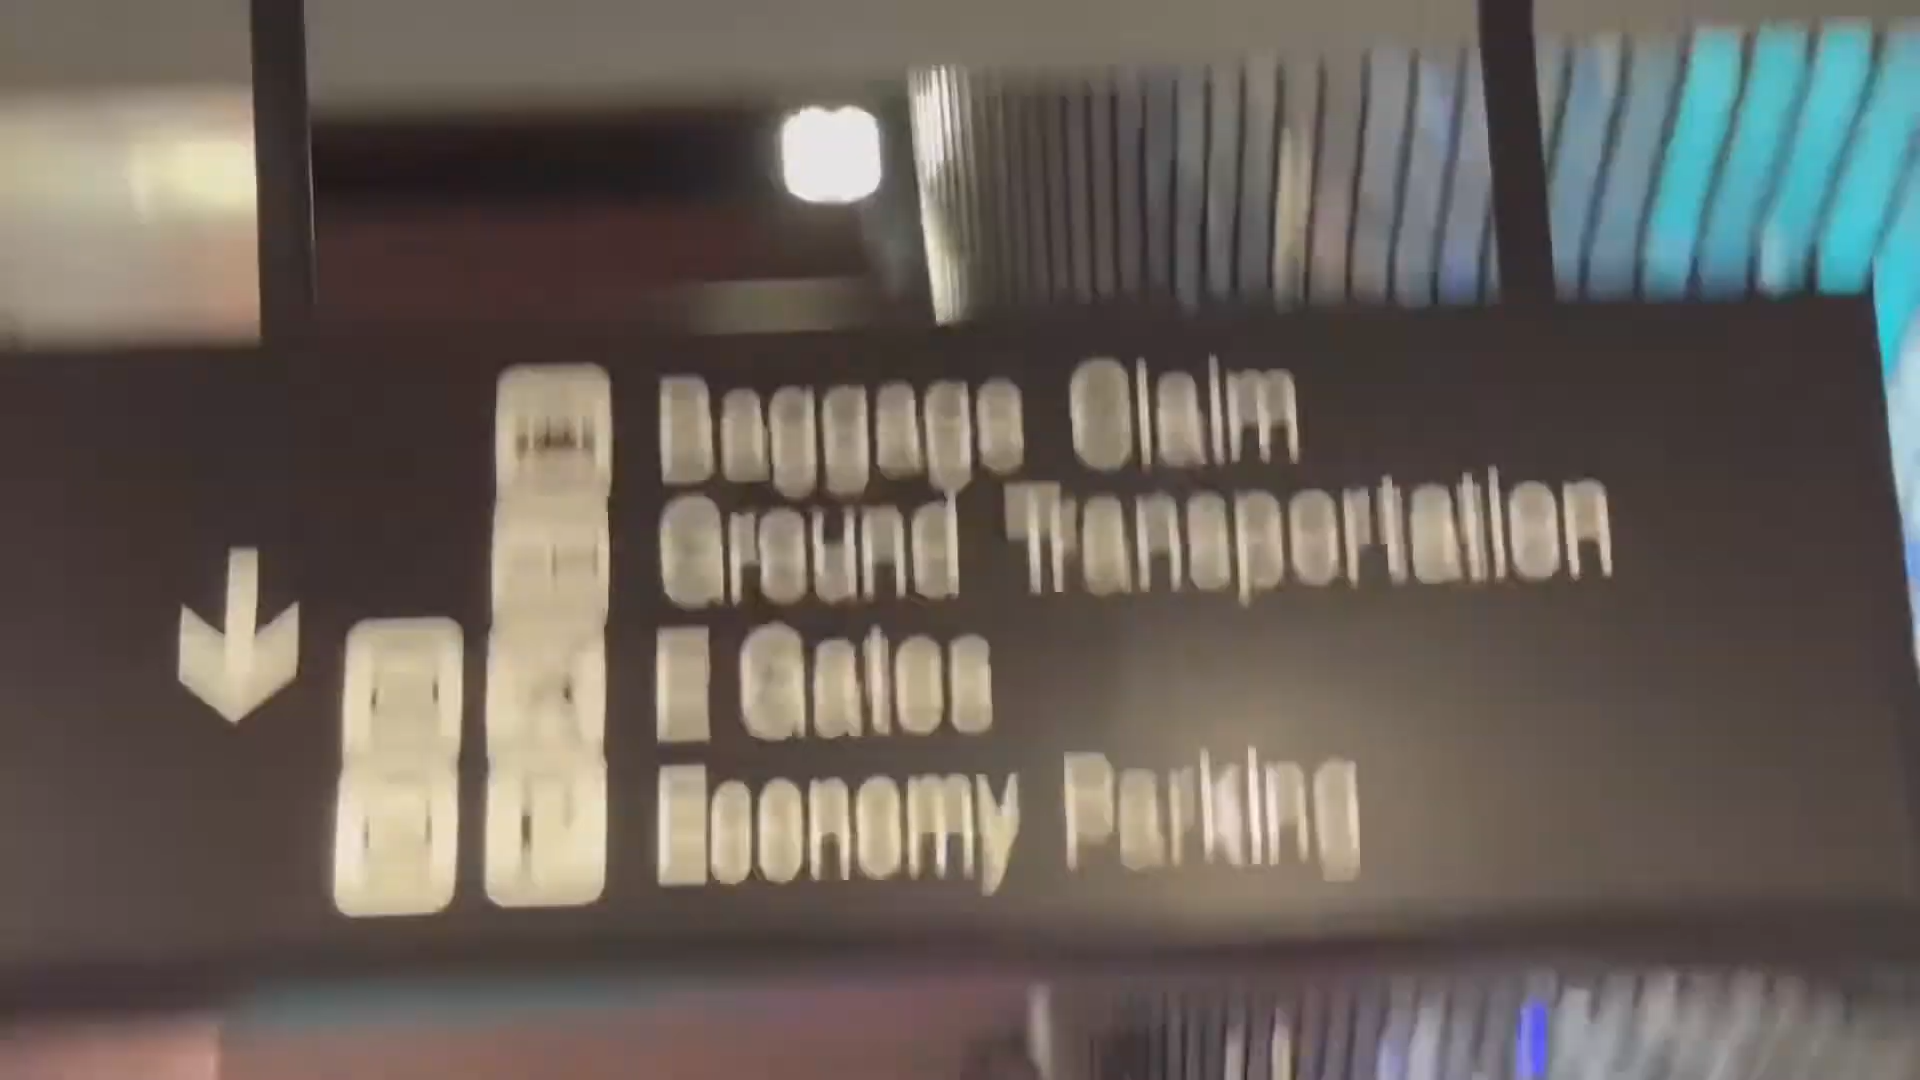 Baggage Claim
Ground Transportation
Gates
Economy Parking